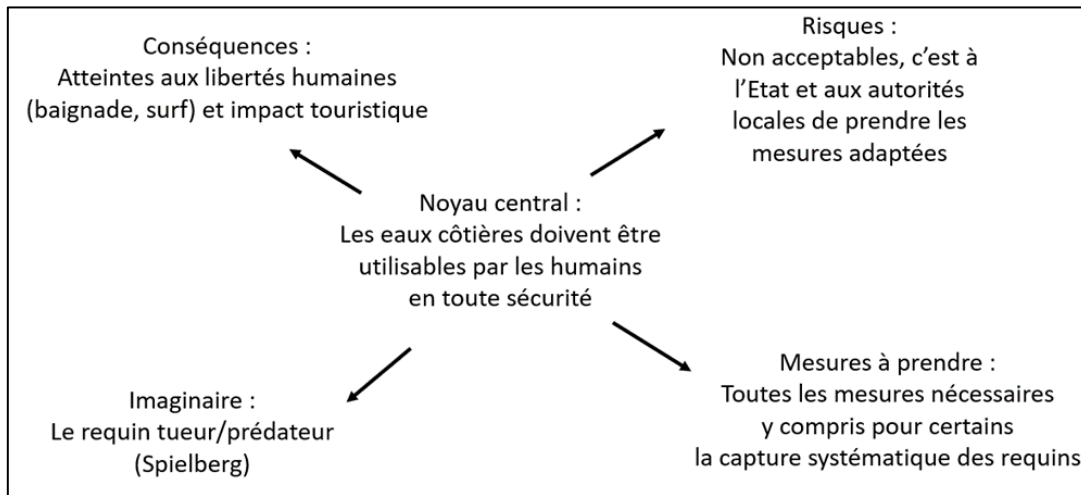 Conséquences :
Atteintes aux libertés humaines
(baignade, surf) et impact touristique
Risques :
Non acceptables, c’est à
l’Etat et aux autorités
locales de prendre les
mesures adaptées
Noyau central :
Les eaux côtières doivent être
utilisables par les humains
en toute sécurité
Imaginaire :
Le requin tueur/prédateur
(Spielberg)
Mesures à prendre :
Toutes les mesures nécessaires
y compris pour certains
la capture systématique des requins